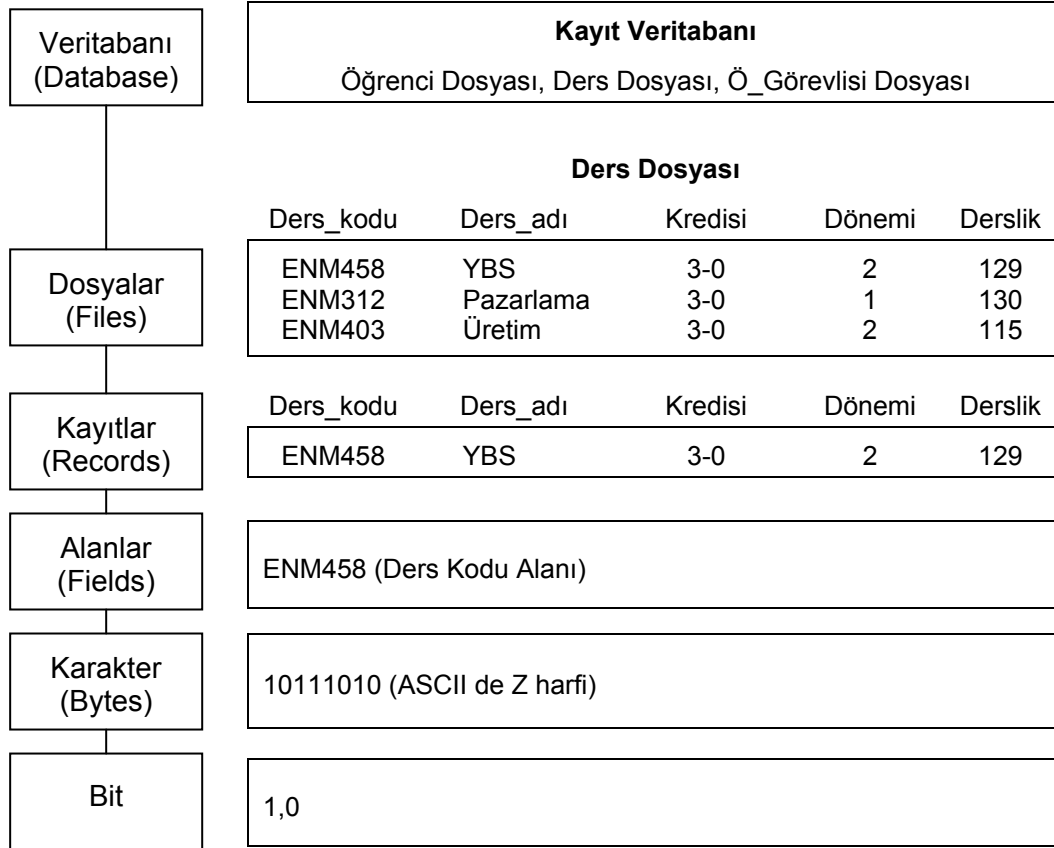 Veritabanı
(Database)
Kayıt Veritabanı
Öğrenci Dosyası, Ders Dosyası, Ö_Görevlisi Dosyası
Ders Dosyası
Ders_kodu Ders_adı Kredisi Dönemi Derslik
Dosyalar
(Files)
ENM458 YBS 3-0 2 129
ENM312 Pazarlama 3-0 1 130
ENM403 Üretim 3-0 2 115
Kayıtlar
(Records)
Ders_kodu Ders_adı Kredisi Dönemi Derslik
ENM458 YBS 3-0 2 129
Alanlar
(Fields)
ENM458 (Ders Kodu Alanı)
Karakter
(Bytes)
10111010 (ASCII de Z harfi)
Bit
1,0